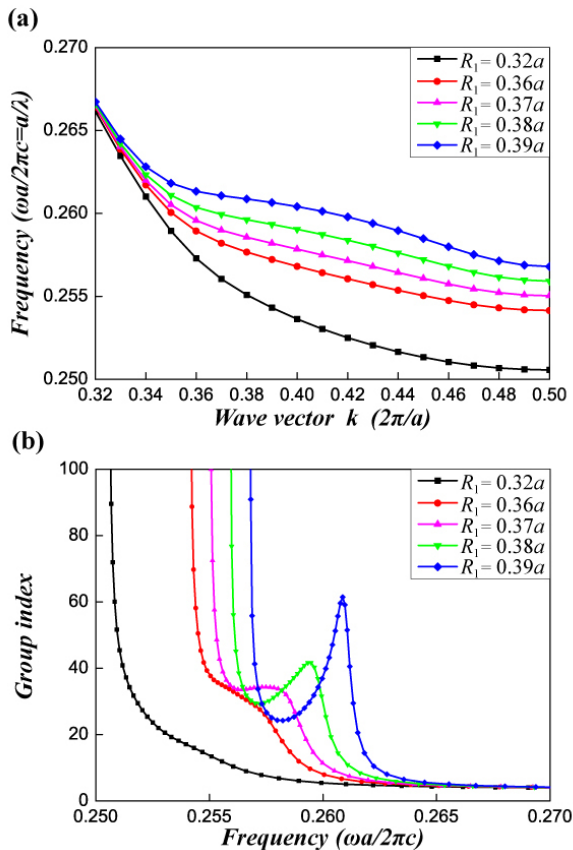 (a)
0.270
0.265
0.260
0.255
0.250
Frequency (ωa/2πc=a/λ)
R₁= 0.32a
R₁= 0.36a
R₁= 0.37a
R₁= 0.38a
R₁= 0.39a
0.32 0.34 0.36 0.38 0.40 0.42 0.44 0.46 0.48 0.50
Wave vector k (2π/a)
(b)
100
80
60
40
20
0
Group index
R₁= 0.32a
R₁= 0.36a
R₁= 0.37a
R₁= 0.38a
R₁= 0.39a
0.250 0.255 0.260 0.265 0.270
Frequency (ωa/2πc)